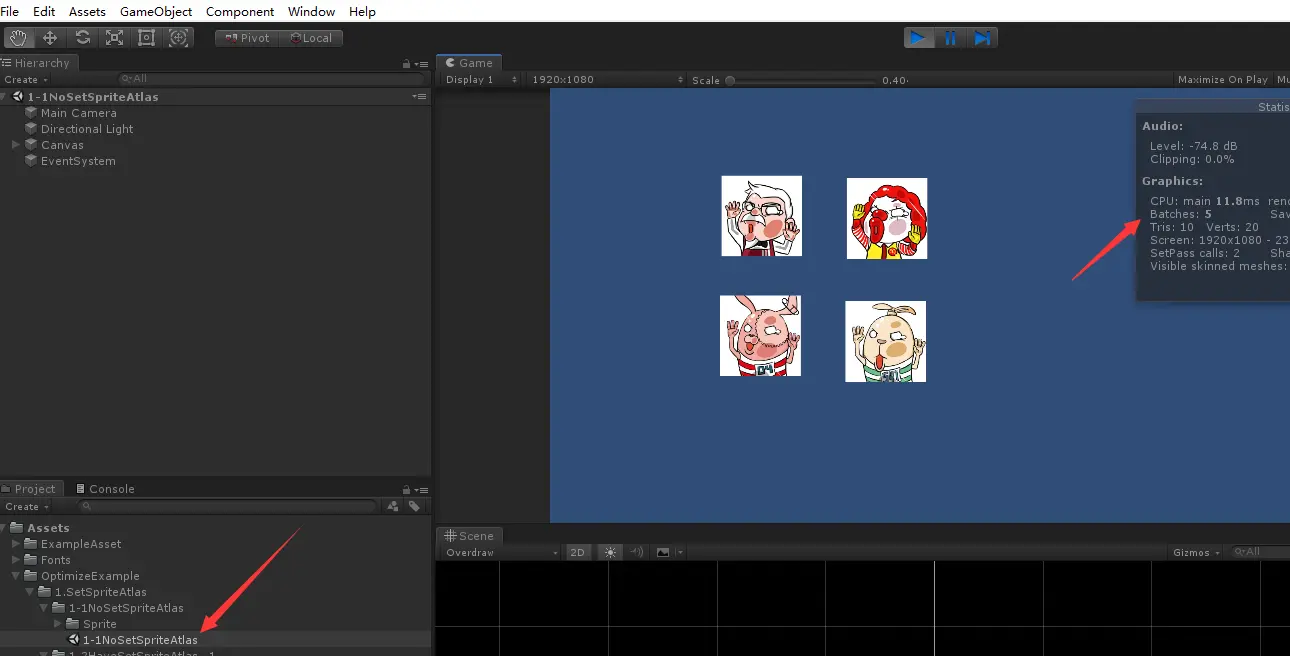 File Edit Assets GameObject Component Window Help
Pivot Local
Hierarchy
Create All
1-1NoSetSpriteAtlas
Main Camera
Directional Light
Canvas
EventSystem
Game
Display 1 1920x1080 Scale 0.40 Maximize On Play Mu
Statis
Audio:
Level: -74.8 dB
Clipping: 0.0%
Graphics:
CPU: main 11.8ms rend
Batches: 5 Sav
Tris: 10 Verts: 20
Screen: 1920x1080 - 23
SetPass calls: 2 Sha
Visible skinned meshes:
04
Project Console
Create
Assets
ExampleAsset
Fonts
OptimizeExample
1.SetSpriteAtlas
1-1NoSetSpriteAtlas
Sprite
1-1NoSetSpriteAtlas
1-2HaveSetSpriteAtlas 1
Scene
Overdraw 2D Gizmos All